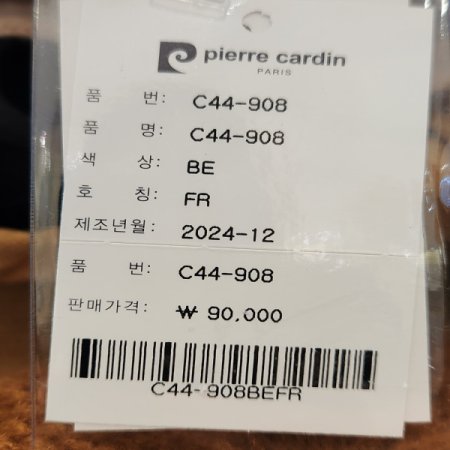 pierre cardin
PARIS
품 번: C44-908
품 명: C44-908
색 상: BE
호 칭: FR
제조년월: 2024-12
품 번: C44-908
판매가격: ₩ 90,000
C44-908BEFR